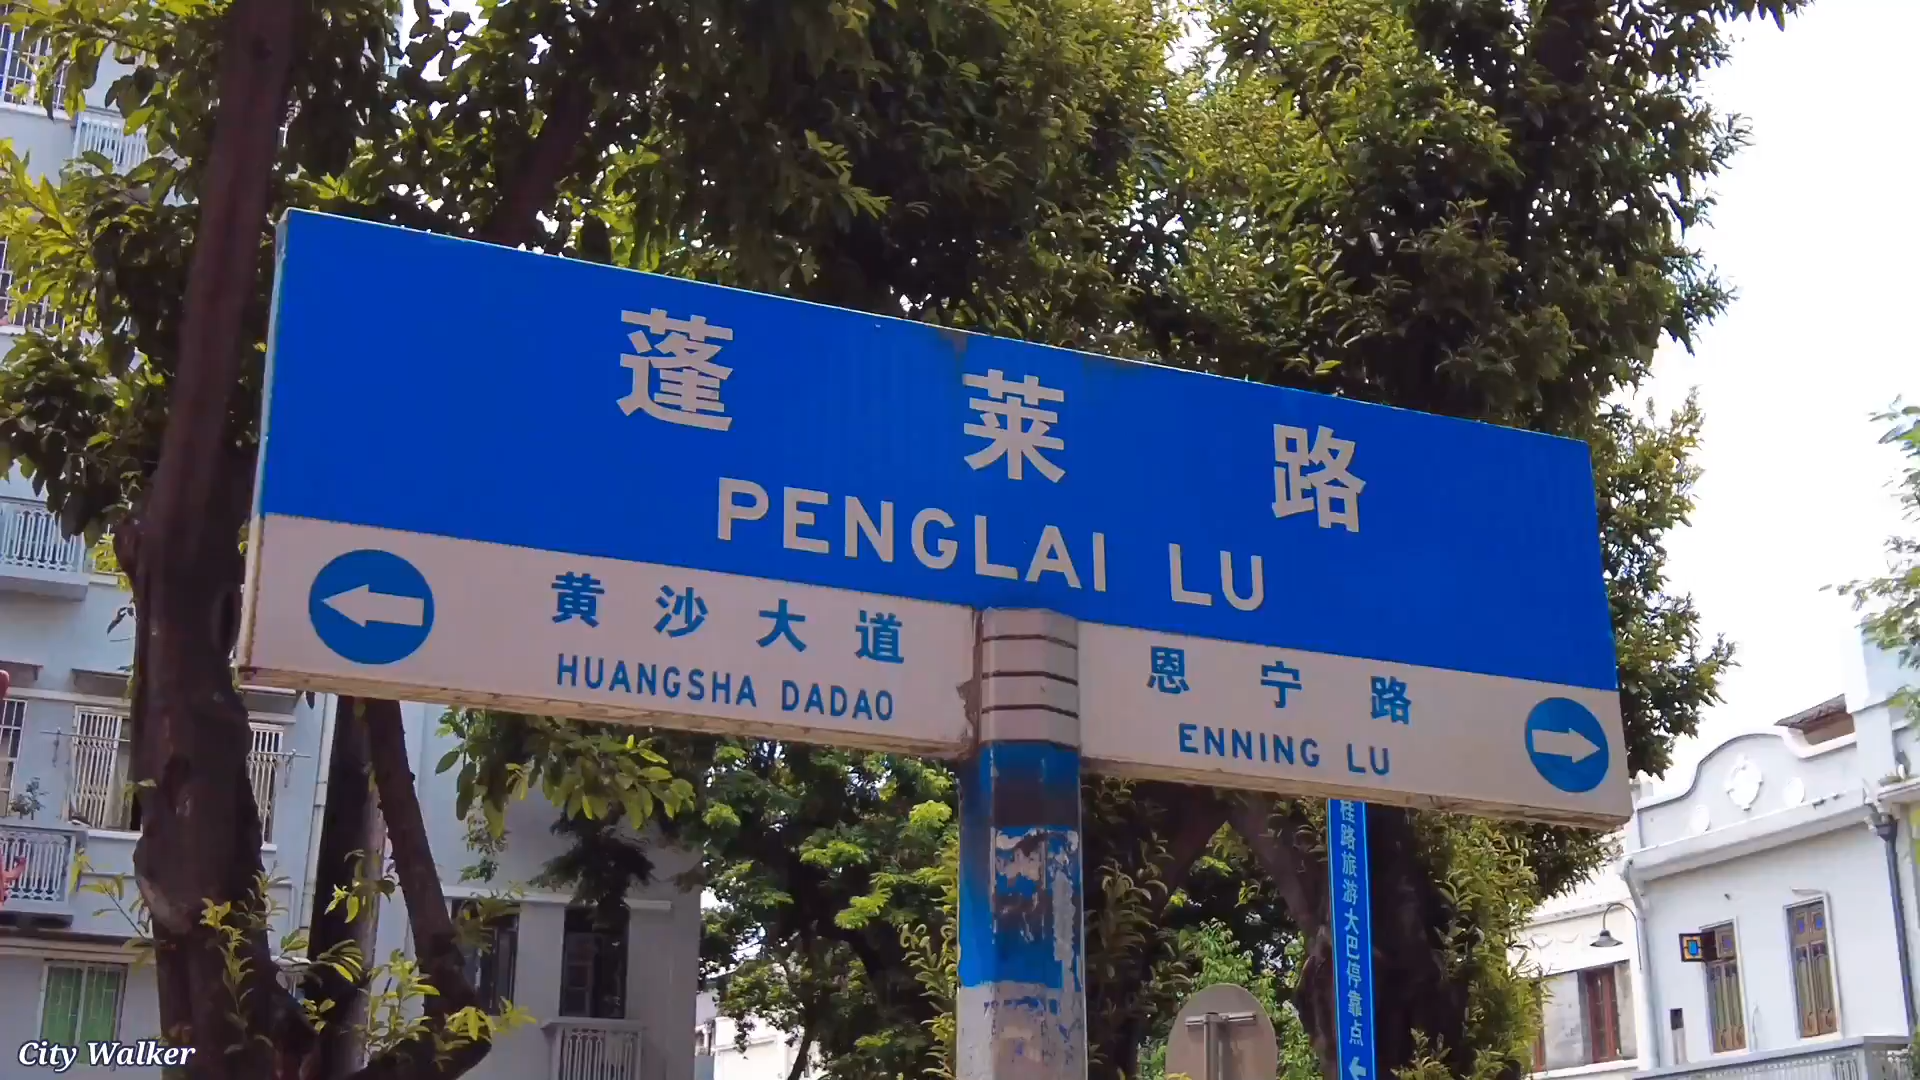 蓬莱路
PENGLAI LU
黄沙大道
HUANGSHA DADAO
恩宁路
ENNING LU
桂路旅游大巴停靠点
City Walker